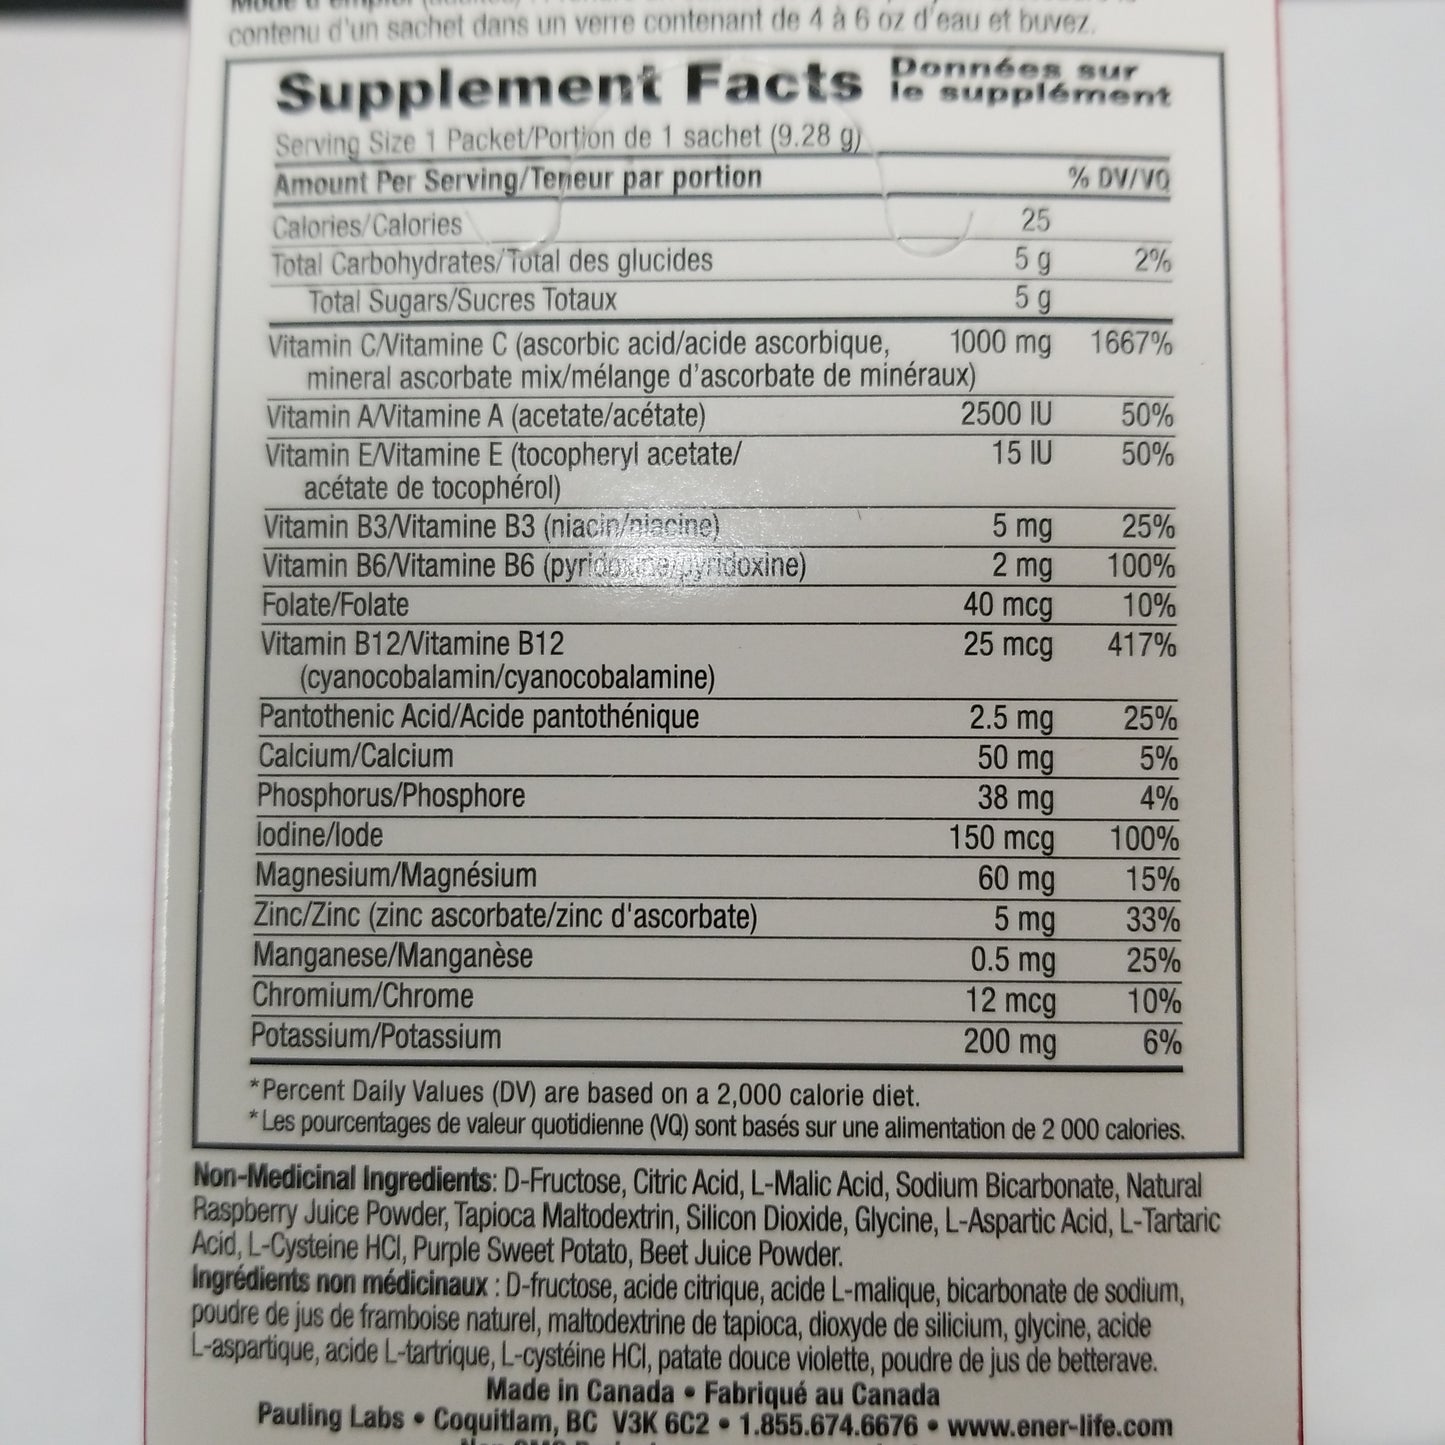 contenu d'un sachet dans un verre contenant de 4 à 6 oz d'eau et buvez.
Supplement Facts Données sur le supplément
Serving Size 1 Packet/Portion de 1 sachet (9.28 g)
Amount Per Serving/Teneur par portion % DV/VQ
Calories/Calories 25
Total Carbohydrates/Total des glucides 5 g 2%
Total Sugars/Sucres Totaux 5 g
Vitamin C/Vitamine C (ascorbic acid/acide ascorbique, 1000 mg 1667%
mineral ascorbate mix/mélange d'ascorbate de minéraux)
Vitamin A/Vitamine A (acetate/acétate) 2500 IU 50%
Vitamin E/Vitamine E (tocopheryl acetate/ 15 IU 50%
acétate de tocophérol)
Vitamin B3/Vitamine B3 (niacin/niacine) 5 mg 25%
Vitamin B6/Vitamine B6 (pyridoxine/pyridoxine) 2 mg 100%
Folate/Folate 40 mcg 10%
Vitamin B12/Vitamine B12 25 mcg 417%
(cyanocobalamin/cyanocobalamine)
Pantothenic Acid/Acide pantothénique 2.5 mg 25%
Calcium/Calcium 50 mg 5%
Phosphorus/Phosphore 38 mg 4%
Iodine/Iode 150 mcg 100%
Magnesium/Magnésium 60 mg 15%
Zinc/Zinc (zinc ascorbate/zinc d'ascorbate) 5 mg 33%
Manganese/Manganèse 0.5 mg 25%
Chromium/Chrome 12 mcg 10%
Potassium/Potassium 200 mg 6%
*Percent Daily Values (DV) are based on a 2,000 calorie diet.
*Les pourcentages de valeur quotidienne (VQ) sont basés sur une alimentation de 2 000 calories.
Non-Medicinal Ingredients: D-Fructose, Citric Acid, L-Malic Acid, Sodium Bicarbonate, Natural
Raspberry Juice Powder, Tapioca Maltodextrin, Silicon Dioxide, Glycine, L-Aspartic Acid, L-Tartaric
Acid, L-Cysteine HCl, Purple Sweet Potato, Beet Juice Powder.
Ingrédients non médicinaux : D-fructose, acide citrique, acide L-malique, bicarbonate de sodium,
poudre de jus de framboise naturel, maltodextrine de tapioca, dioxyde de silicium, glycine, acide
L-aspartique, acide L-tartrique, L-cystéine HCl, patate douce violette, poudre de jus de betterave.
Made in Canada • Fabriqué au Canada
Pauling Labs • Coquitlam, BC V3K 6C2 • 1.855.674.6676 • www.ener-life.com